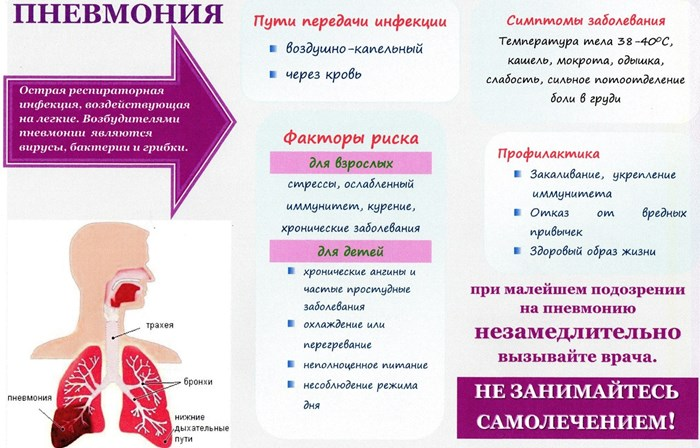 ПНЕВМОНИЯ
Острая респираторная
инфекция, воздействующая
на легкие. Возбудителями
пневмонии являются
вирусы, бактерии и грибки.
трахея
бронхи
пневмония
нижние
дыхательные
пути
Пути передачи инфекции
воздушно-капельный
через кровь
Факторы риска
для взрослых
стрессы, ослабленный
иммунитет, курение,
хронические заболевания
для детей
хронические ангины и
частые простудные
заболевания
охлаждение или
перегревание
неполноценное питание
несоблюдение режима
дня
Симптомы заболевания
Температура тела 38-40ºС,
кашель, мокрота, одышка,
слабость, сильное потоотделение
боли в груди
Профилактика
Закаливание, укрепление
иммунитета
Отказ от вредных
привычек
Здоровый образ жизни
при малейшем подозрении
на пневмонию
незамедлительно
вызывайте врача.
НЕ ЗАНИМАЙТЕСЬ
САМОЛЕЧЕНИЕМ!